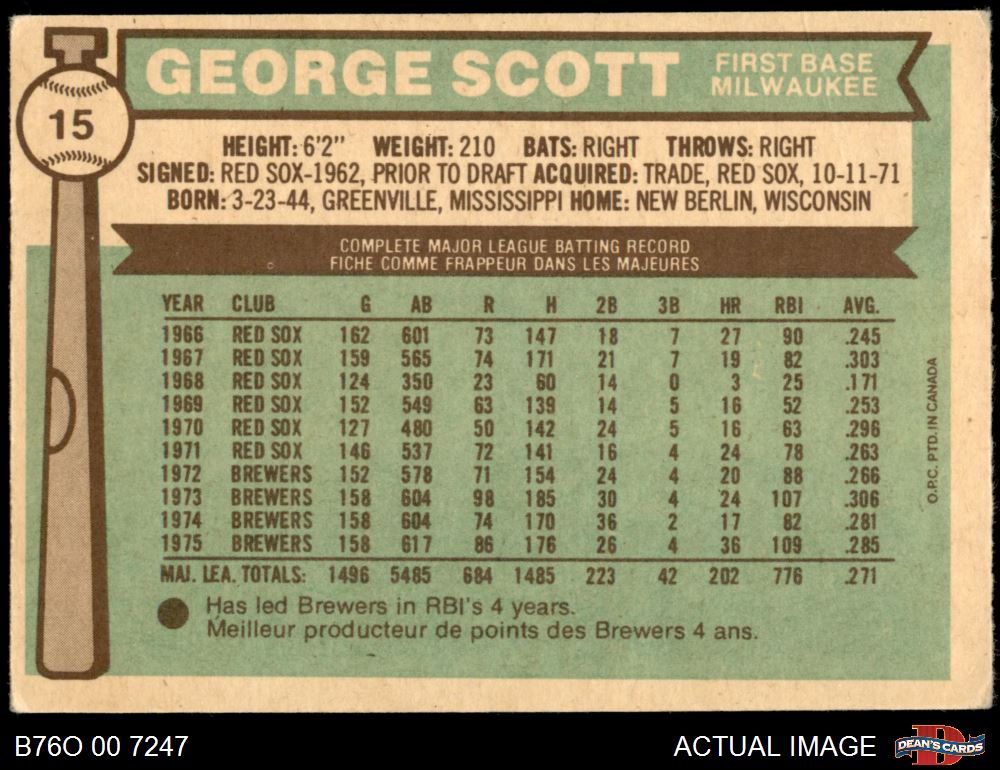 GEORGE SCOTT
FIRST BASE
MILWAUKEE
15
HEIGHT: 6'2" WEIGHT: 210 BATS: RIGHT THROWS: RIGHT
SIGNED: RED SOX-1962, PRIOR TO DRAFT ACQUIRED: TRADE, RED SOX, 10-11-71
BORN: 3-23-44, GREENVILLE, MISSISSIPPI HOME: NEW BERLIN, WISCONSIN
COMPLETE MAJOR LEAGUE BATTING RECORD
FICHE COMME FRAPPEUR DANS LES MAJEURES
YEAR CLUB G AB R H 2B 3B HR RBI AVG.
1966 RED SOX 162 601 73 147 18 7 27 90 .245
1967 RED SOX 159 565 74 171 21 7 19 82 .303
1968 RED SOX 124 350 23 60 14 0 3 25 .171
1969 RED SOX 152 549 63 139 14 5 16 52 .253
1970 RED SOX 127 480 50 142 24 5 16 63 .296
1971 RED SOX 146 537 72 141 16 4 24 78 .263
1972 BREWERS 152 578 71 154 24 4 20 88 .266
1973 BREWERS 158 604 98 185 30 4 24 107 .306
1974 BREWERS 158 604 74 170 36 2 17 82 .281
1975 BREWERS 158 617 86 176 26 4 36 109 .285
MAJ. LEA. TOTALS: 1496 5485 684 1485 223 42 202 776 .271
Has led Brewers in RBI's 4 years.
Meilleur producteur de points des Brewers 4 ans.
O.P.C. PTD. IN CANADA
B76O 00 7247
ACTUAL IMAGE
DEAN'S CARDS